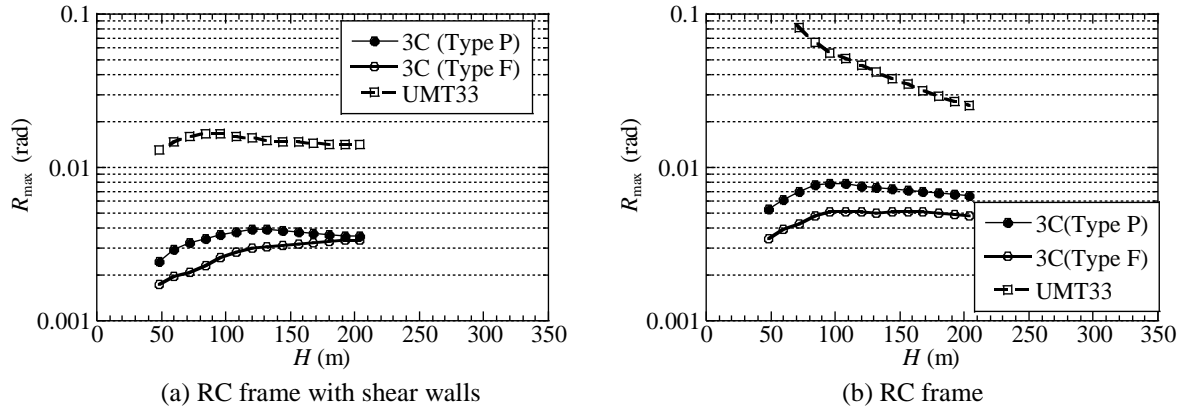 0.1
0.01
0.001
R_max (rad)
0 50 100 150 200 250 300 350
H (m)
3C (Type P)
3C (Type F)
UMT33
(a) RC frame with shear walls
0.1
0.01
0.001
R_max (rad)
0 50 100 150 200 250 300 350
H (m)
3C(Type P)
3C(Type F)
UMT33
(b) RC frame